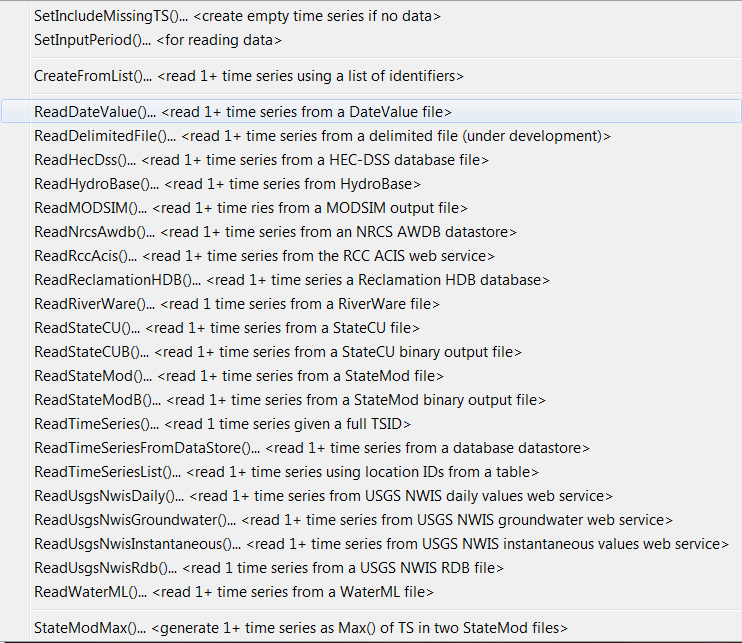 SetIncludeMissingTS()... <create empty time series if no data>
SetInputPeriod()... <for reading data>
CreateFromList()... <read 1+ time series using a list of identifiers>
ReadDateValue()... <read 1+ time series from a DateValue file>
ReadDelimitedFile()... <read 1+ time series from a delimited file (under development)>
ReadHecDss()... <read 1+ time series from a HEC-DSS database file>
ReadHydroBase()... <read 1+ time series from HydroBase>
ReadMODSIM()... <read 1+ time ries from a MODSIM output file>
ReadNrcsAwdb()... <read 1+ time series from an NRCS AWDB datastore>
ReadRccAcis()... <read 1+ time series from the RCC ACIS web service>
ReadReclamationHDB()... <read 1+ time series a Reclamation HDB database>
ReadRiverWare()... <read 1 time series from a RiverWare file>
ReadStateCU()... <read 1+ time series from a StateCU file>
ReadStateCUB()... <read 1+ time series from a StateCU binary output file>
ReadStateMod()... <read 1+ time series from a StateMod file>
ReadStateModB()... <read 1+ time series from a StateMod binary output file>
ReadTimeSeries()... <read 1 time series given a full TSID>
ReadTimeSeriesFromDataStore()... <read 1+ time series from a database datastore>
ReadTimeSeriesList()... <read 1+ time series using location IDs from a table>
ReadUsgsNwisDaily()... <read 1+ time series from USGS NWIS daily values web service>
ReadUsgsNwisGroundwater()... <read 1+ time series from USGS NWIS groundwater web service>
ReadUsgsNwisInstantaneous()... <read 1+ time series from USGS NWIS instantaneous values web service>
ReadUsgsNwisRdb()... <read 1 time series from a USGS NWIS RDB file>
ReadWaterML()... <read 1+ time series from a WaterML file>
StateModMax()... <generate 1+ time series as Max() of TS in two StateMod files>